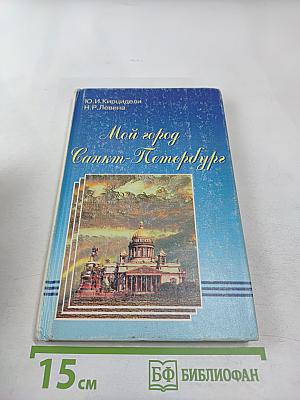 Ю.И.Кирцидели
Н.Р.Левина
Мой город
Санкт-Петербург
15 см
БФ БИБЛИОФАН